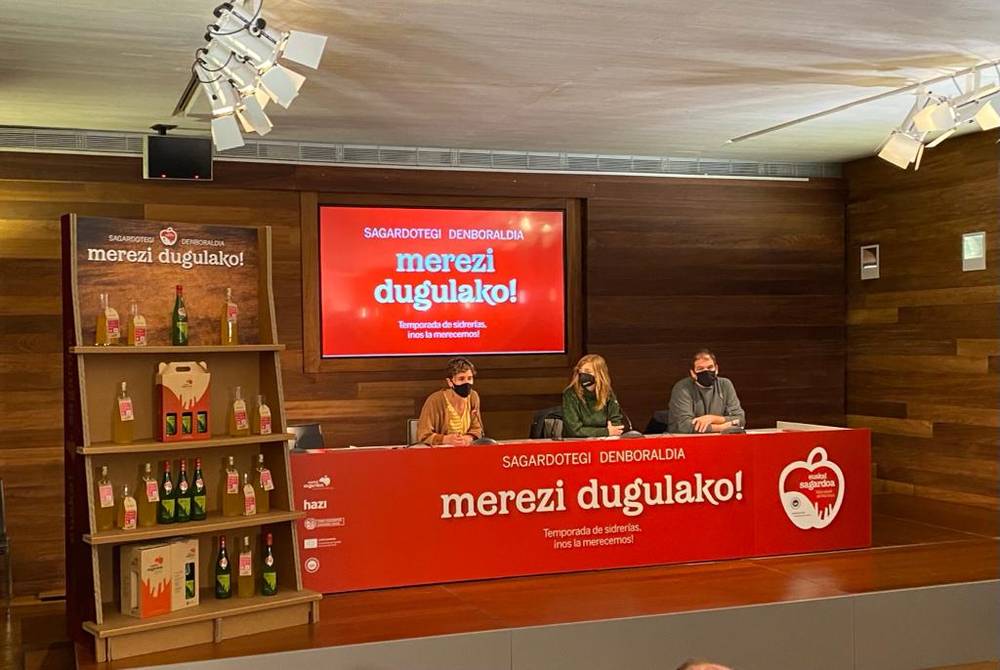 SAGARDOTEGI DENBORALDIA
merezi dugulako!
SAGARDOTEGI DENBORALDIA
merezi
dugulako!
Temporada de sidrerías,
¡nos la merecemos!
SAGARDOTEGI DENBORALDIA
merezi dugulako!
Temporada de sidrerías,
¡nos la merecemos!
hazi
euskal
sagardoa